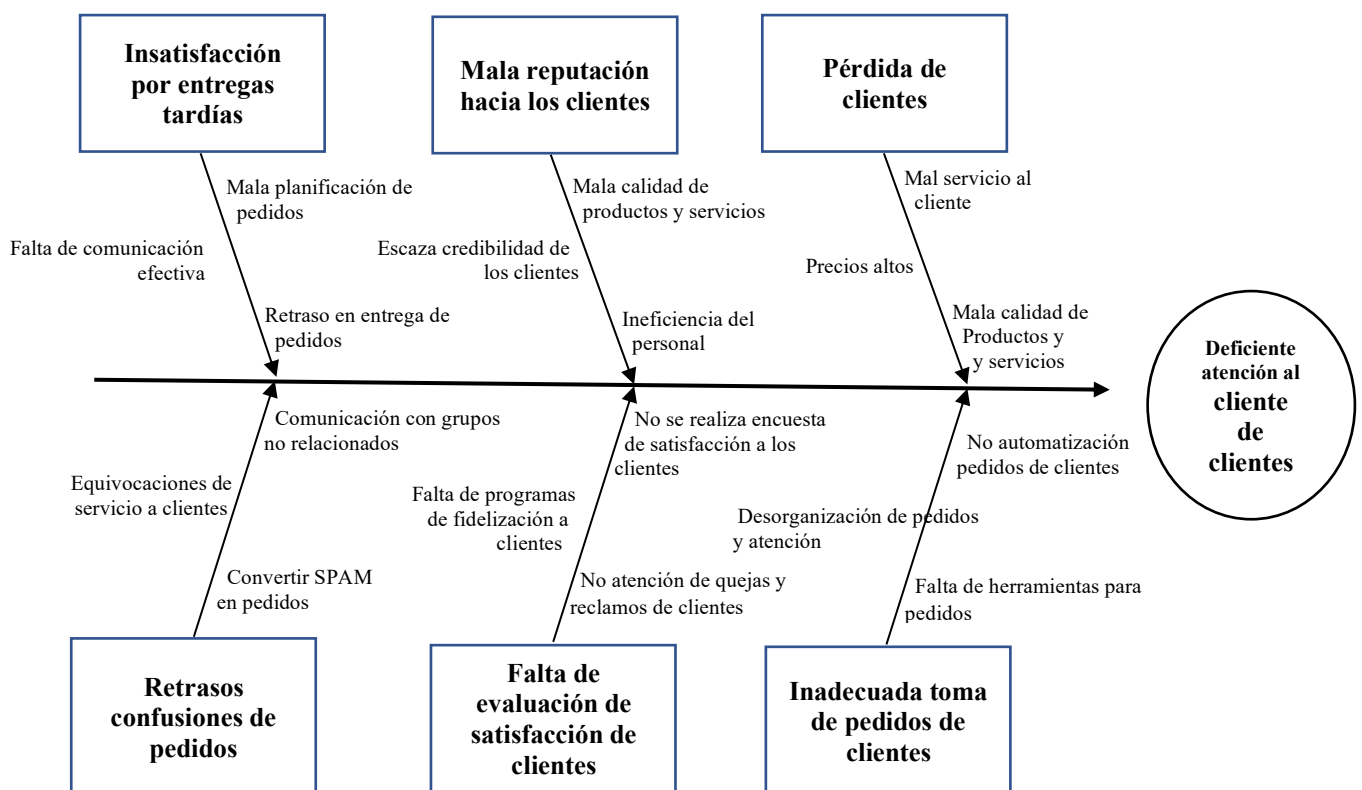 Insatisfacción
por entregas
tardías
Mala reputación
hacia los clientes
Pérdida de
clientes
Mala planificación de
pedidos
Falta de comunicación
efectiva
Retraso en entrega de
pedidos
Mala calidad de
productos y servicios
Escaza credibilidad de
los clientes
Ineficiencia del
personal
Mal servicio al
cliente
Precios altos
Mala calidad de
Productos y
y servicios
Deficiente
atención al
cliente
de
clientes
Comunicación con grupos
no relacionados
Equivocaciones de
servicio a clientes
Convertir SPAM
en pedidos
No se realiza encuesta
de satisfacción a los
clientes
Falta de programas
de fidelización a
clientes
No atención de quejas y
reclamos de clientes
No automatización
pedidos de clientes
Desorganización de pedidos
y atención
Falta de herramientas para
pedidos
Retrasos
confusiones de
pedidos
Falta de
evaluación de
satisfacción de
clientes
Inadecuada toma
de pedidos de
clientes